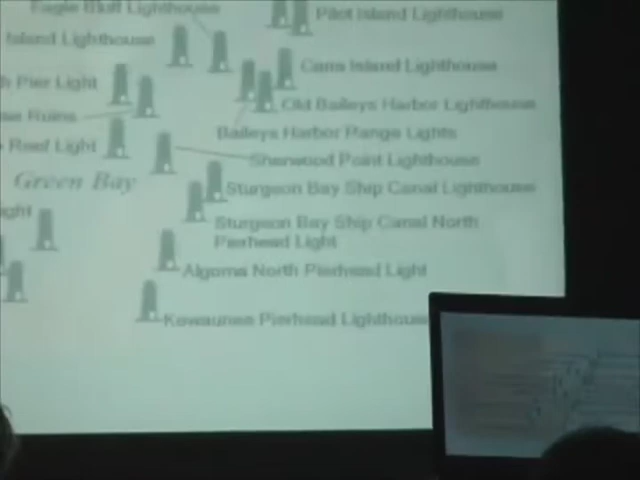 Eagle Bluff Lighthouse
Pilot Island Lighthouse
Island Lighthouse
Cana Island Lighthouse
Pier Light
Old Baileys Harbor Lighthouse
Ruins
Baileys Harbor Range Lights
Reef Light
Sherwood Point Lighthouse
Green Bay
Sturgeon Bay Ship Canal Lighthouse
Sturgeon Bay Ship Canal North
Pierhead Light
Algoma North Pierhead Light
Kewaunee Pierhead Lighthouse